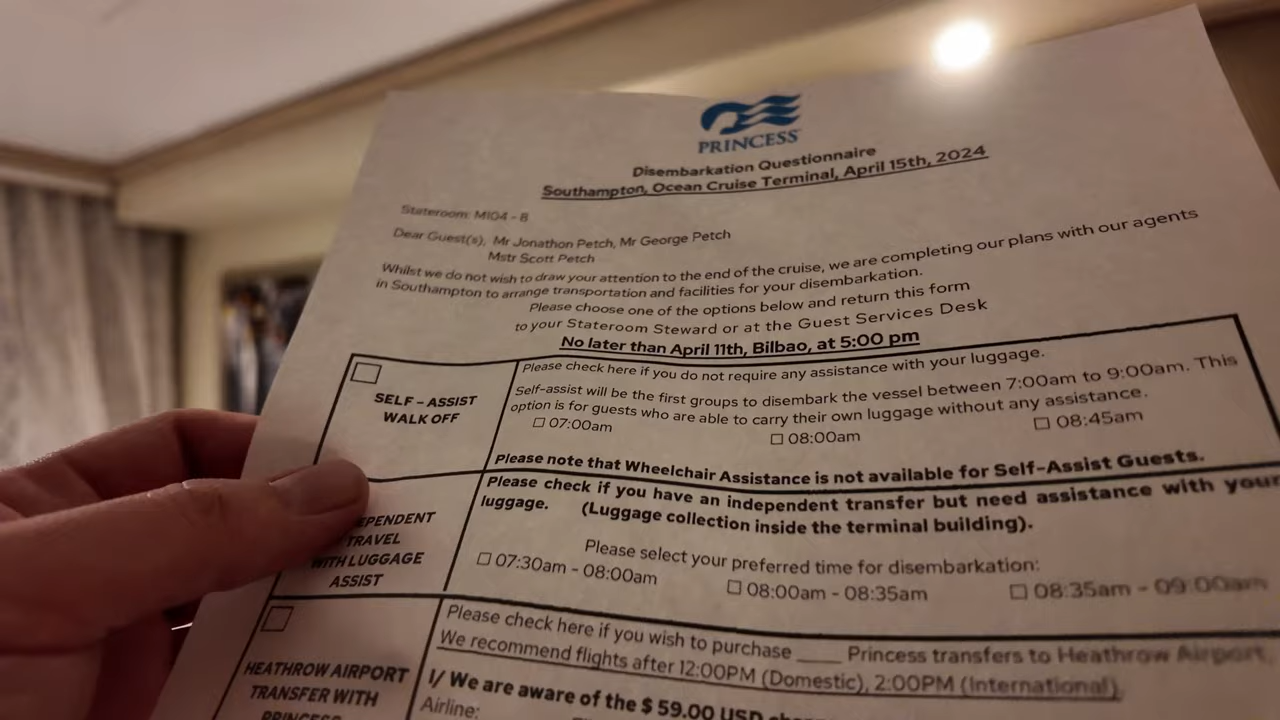 PRINCESS
Disembarkation Questionnaire
Southampton, Ocean Cruise Terminal, April 15th, 2024
Stateroom: M104 - B
Dear Guest(s), Mr Jonathon Petch, Mr George Petch
Mstr Scott Petch
Whilst we do not wish to draw your attention to the end of the cruise, we are completing our plans with our agents
in Southampton to arrange transportation and facilities for your disembarkation.
Please choose one of the options below and return this form
to your Stateroom Steward or at the Guest Services Desk
No later than April 11th, Bilbao, at 5:00 pm
SELF – ASSIST
WALK OFF
Please check here if you do not require any assistance with your luggage.
Self-assist will be the first groups to disembark the vessel between 7:00am to 9:00am. This
option is for guests who are able to carry their own luggage without any assistance.
☐ 07:00am ☐ 08:00am ☐ 08:45am
Please note that Wheelchair Assistance is not available for Self-Assist Guests.
EPENDENT
TRAVEL
WITH LUGGAGE
ASSIST
Please check if you have an independent transfer but need assistance with your
luggage. (Luggage collection inside the terminal building).
Please select your preferred time for disembarkation:
☐ 07:30am - 08:00am ☐ 08:00am - 08:35am ☐ 08:35am - 09:00am
HEATHROW AIRPORT
TRANSFER WITH
PRINCESS
Please check here if you wish to purchase ____ Princess transfers to Heathrow Airport.
We recommend flights after 12:00PM (Domestic), 2:00PM (International).
I/ We are aware of the $ 59.00 USD
Airline: